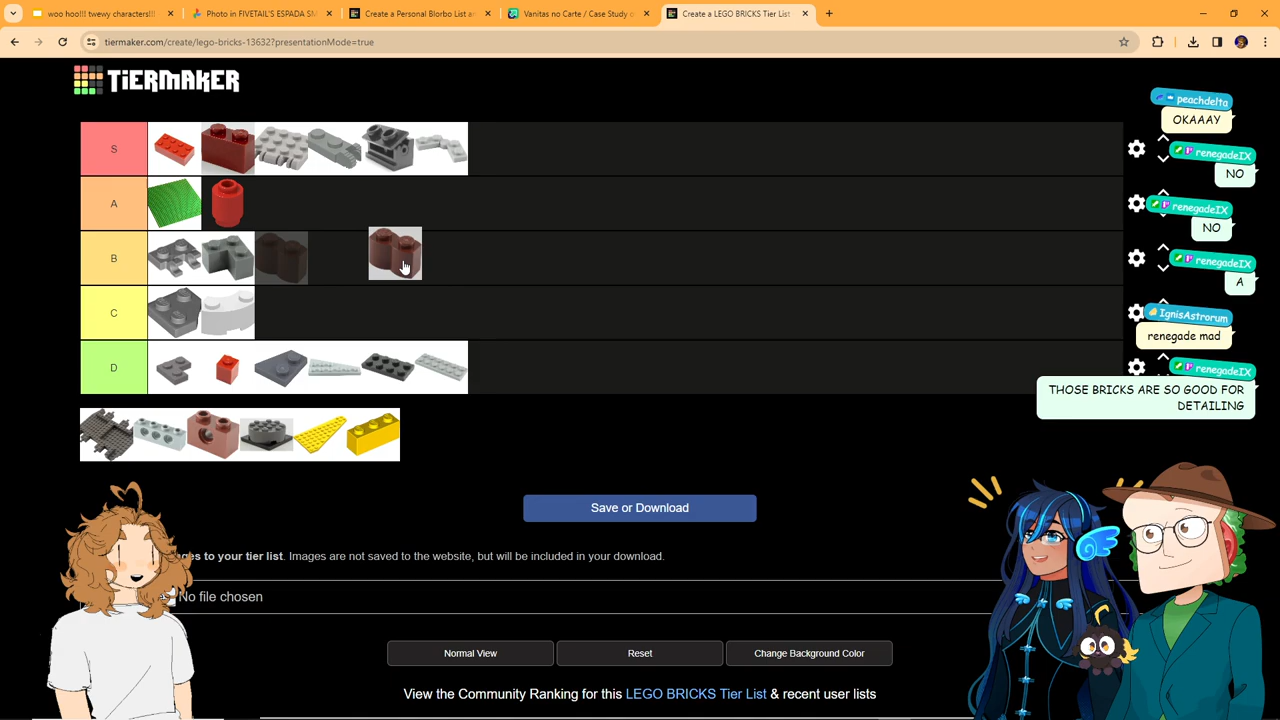 woo hoo!!! twewy characters!!!
Photo in FIVETAIL'S ESPADA SM
Create a Personal Blorbo List a
Vanitas no Carte / Case Study o
Create a LEGO BRICKS Tier List
tiermaker.com/create/lego-bricks-13632?presentationMode=true
TiERMAKER
S
A
B
C
D
peachdelta
OKAAAY
renegadeIX
NO
renegadeIX
NO
renegadeIX
A
IgnisAstrorum
renegade mad
renegadeIX
THOSE BRICKS ARE SO GOOD FOR
DETAILING
Save or Download
to your tier list. Images are not saved to the website, but will be included in your download.
No file chosen
Normal View
Reset
Change Background Color
View the Community Ranking for this LEGO BRICKS Tier List & recent user lists